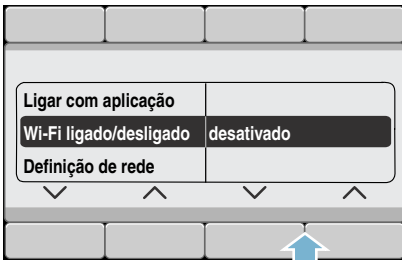 Ligar com aplicação
Wi-Fi ligado/desligado desativado
Definição de rede